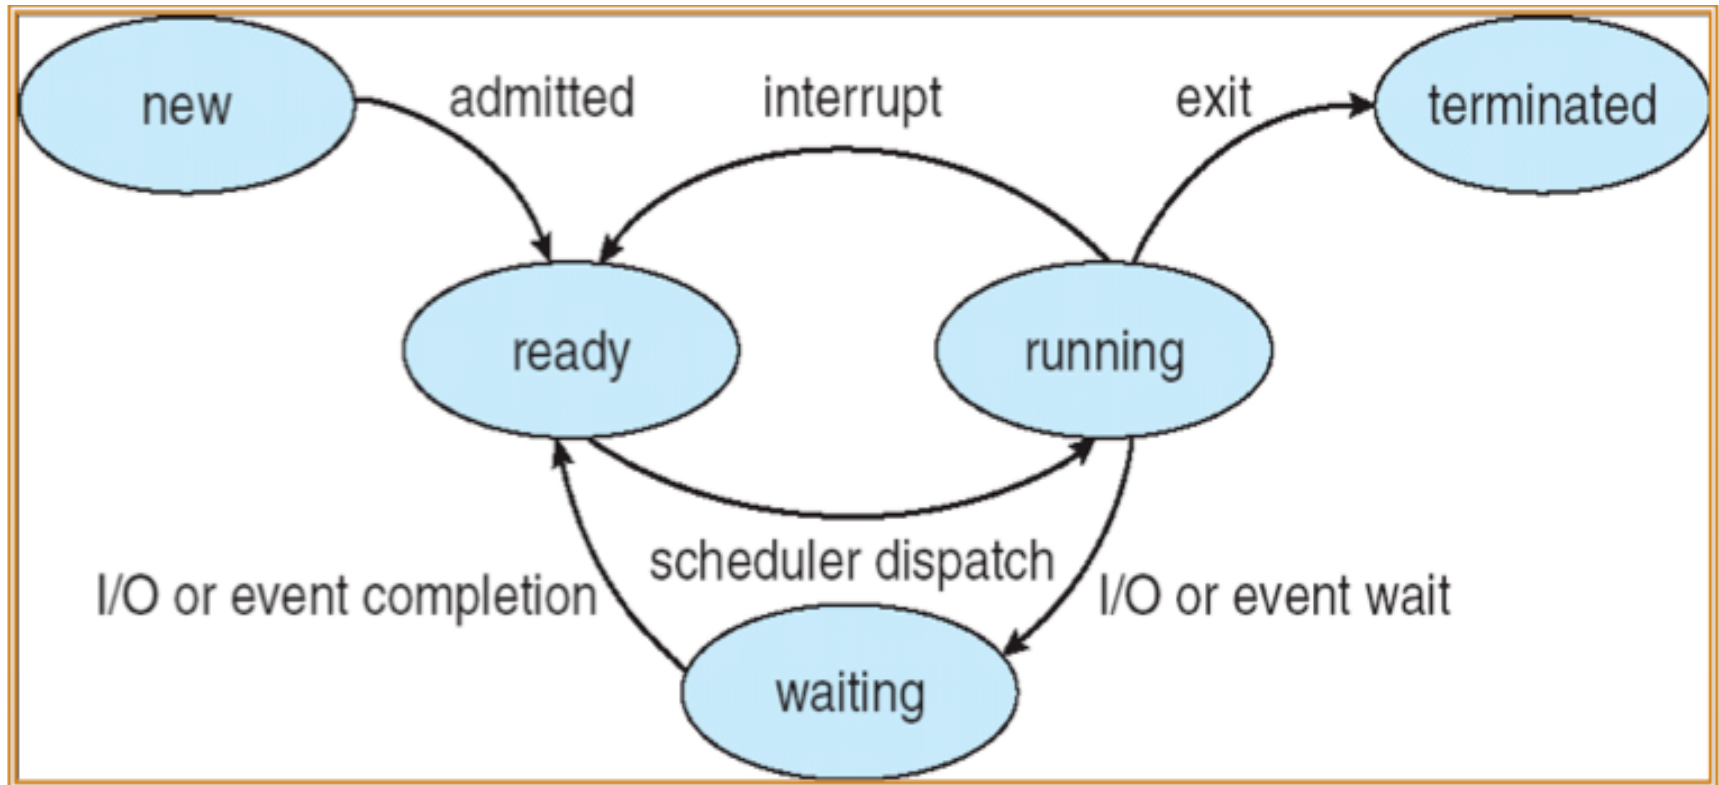 new
admitted
interrupt
exit
terminated
ready
running
scheduler dispatch
I/O or event completion
I/O or event wait
waiting